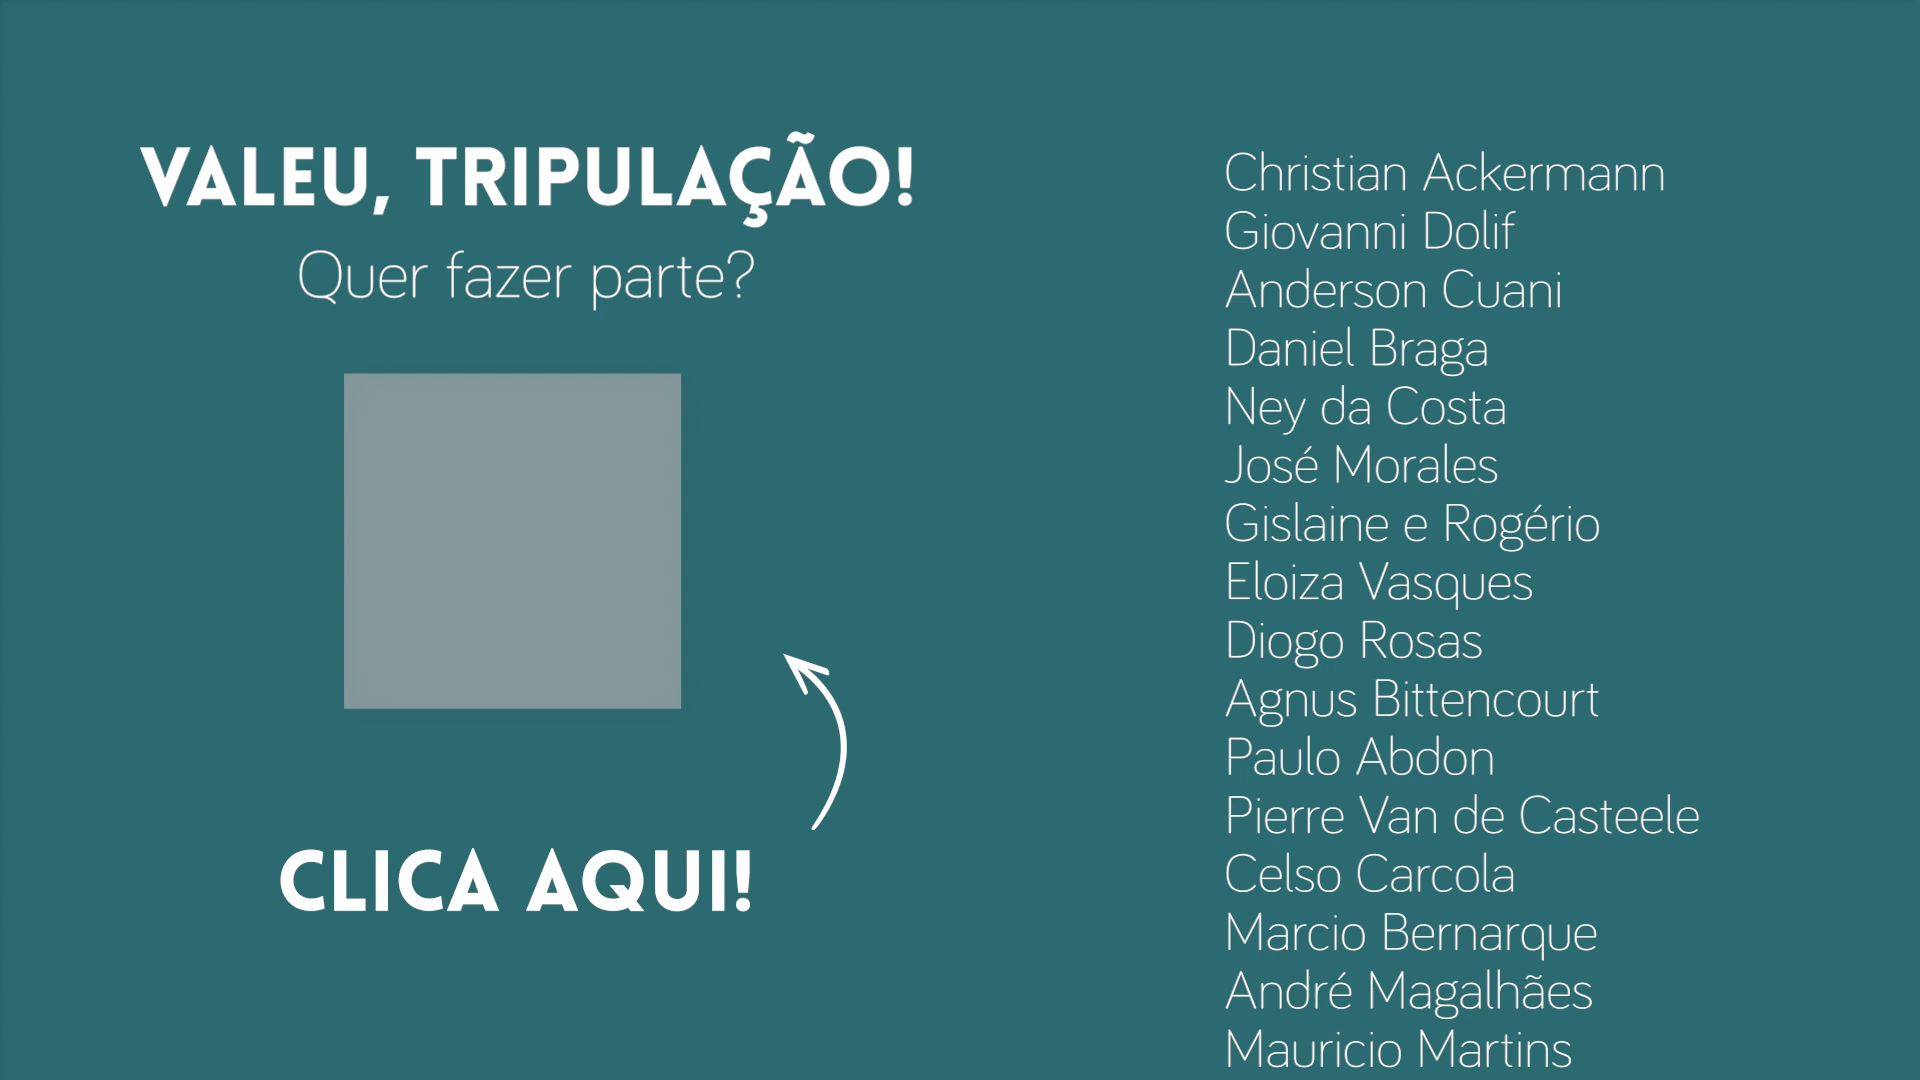 VALEU, TRIPULAÇÃO!
Quer fazer parte?
CLICA AQUI!
Christian Ackermann
Giovanni Dolif
Anderson Cuani
Daniel Braga
Ney da Costa
José Morales
Gislaine e Rogério
Eloiza Vasques
Diogo Rosas
Agnus Bittencourt
Paulo Abdon
Pierre Van de Casteele
Celso Carcola
Marcio Bernarque
André Magalhães
Mauricio Martins